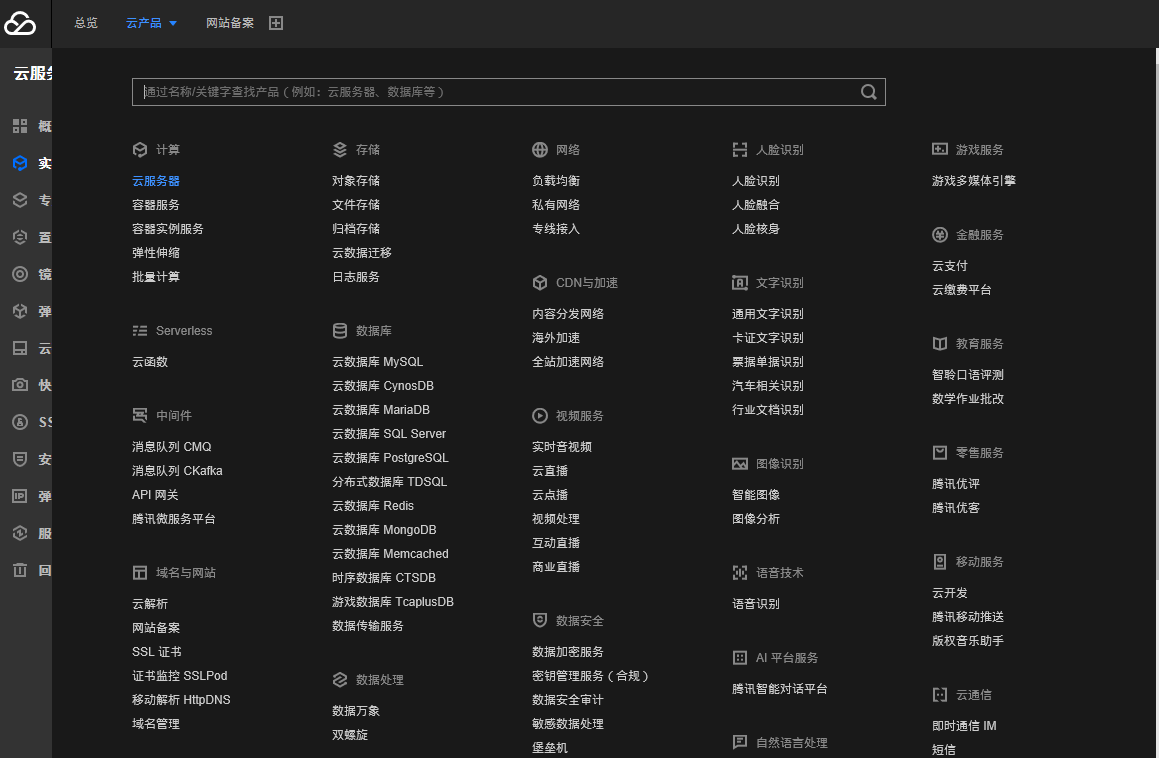 总览 云产品 网站备案
云服务
概
实
专
置
镜
弹
云
快
SS
安
弹
服
回
通过名称/关键字查找产品（例如：云服务器、数据库等）
计算
云服务器
容器服务
容器实例服务
弹性伸缩
批量计算
Serverless
云函数
中间件
消息队列 CMQ
消息队列 CKafka
API 网关
腾讯微服务平台
域名与网站
云解析
网站备案
SSL 证书
证书监控 SSLPod
移动解析 HttpDNS
域名管理
存储
对象存储
文件存储
归档存储
云数据迁移
日志服务
数据库
云数据库 MySQL
云数据库 CynosDB
云数据库 MariaDB
云数据库 SQL Server
云数据库 PostgreSQL
分布式数据库 TDSQL
云数据库 Redis
云数据库 MongoDB
云数据库 Memcached
时序数据库 CTSDB
游戏数据库 TcaplusDB
数据传输服务
数据处理
数据万象
双螺旋
网络
负载均衡
私有网络
专线接入
CDN与加速
内容分发网络
海外加速
全站加速网络
视频服务
实时音视频
云直播
云点播
视频处理
互动直播
商业直播
数据安全
数据加密服务
密钥管理服务（合规）
数据安全审计
敏感数据处理
堡垒机
人脸识别
人脸识别
人脸融合
人脸核身
文字识别
通用文字识别
卡证文字识别
票据单据识别
汽车相关识别
行业文档识别
图像识别
智能图像
图像分析
语音技术
语音识别
AI 平台服务
腾讯智能对话平台
自然语言处理
游戏服务
游戏多媒体引擎
金融服务
云支付
云缴费平台
教育服务
智聆口语评测
数学作业批改
零售服务
腾讯优评
腾讯优客
移动服务
云开发
腾讯移动推送
版权音乐助手
云通信
即时通信 IM
短信